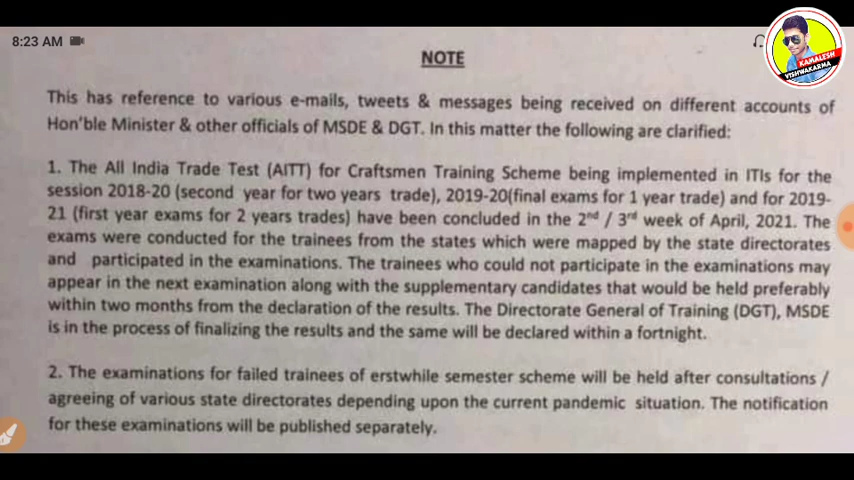 8:23 AM
KAMALESH
VISHWAKARMA
NOTE
This has reference to various e-mails, tweets & messages being received on different accounts of
Hon'ble Minister & other officials of MSDE & DGT. In this matter the following are clarified:
1. The All India Trade Test (AITT) for Craftsmen Training Scheme being implemented in ITIs for the
session 2018-20 (second year for two years trade), 2019-20(final exams for 1 year trade) and for 2019-
21 (first year exams for 2 years trades) have been concluded in the 2nd / 3rd week of April, 2021. The
exams were conducted for the trainees from the states which were mapped by the state directorates
and participated in the examinations. The trainees who could not participate in the examinations may
appear in the next examination along with the supplementary candidates that would be held preferably
within two months from the declaration of the results. The Directorate General of Training (DGT), MSDE
is in the process of finalizing the results and the same will be declared within a fortnight.
2. The examinations for failed trainees of erstwhile semester scheme will be held after consultations /
agreeing of various state directorates depending upon the current pandemic situation. The notification
for these examinations will be published separately.